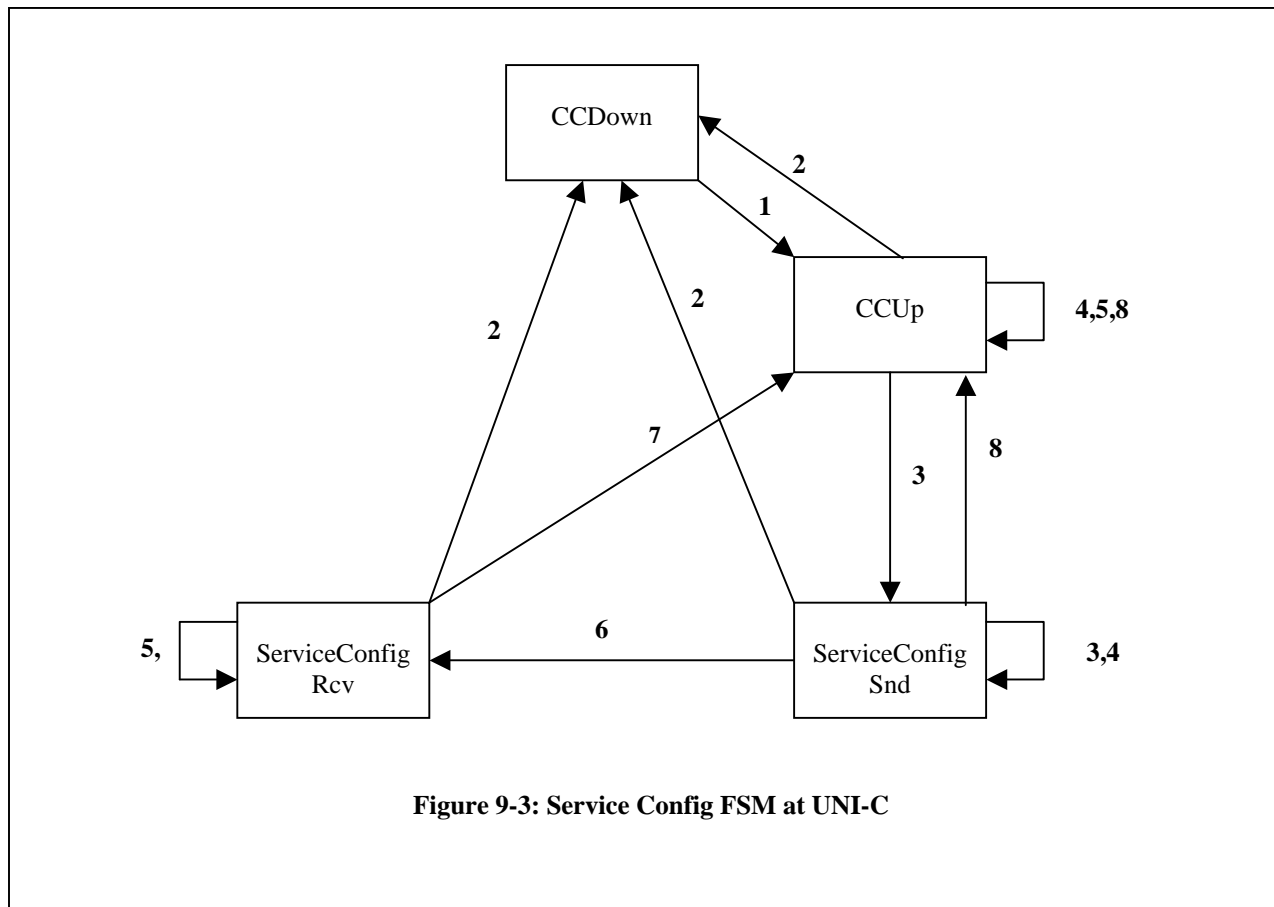 CCDown
2
1
CCUp
4,5,8
2
2
7
3
8
5,
ServiceConfig
Rcv
6
ServiceConfig
Snd
3,4
Figure 9-3: Service Config FSM at UNI-C